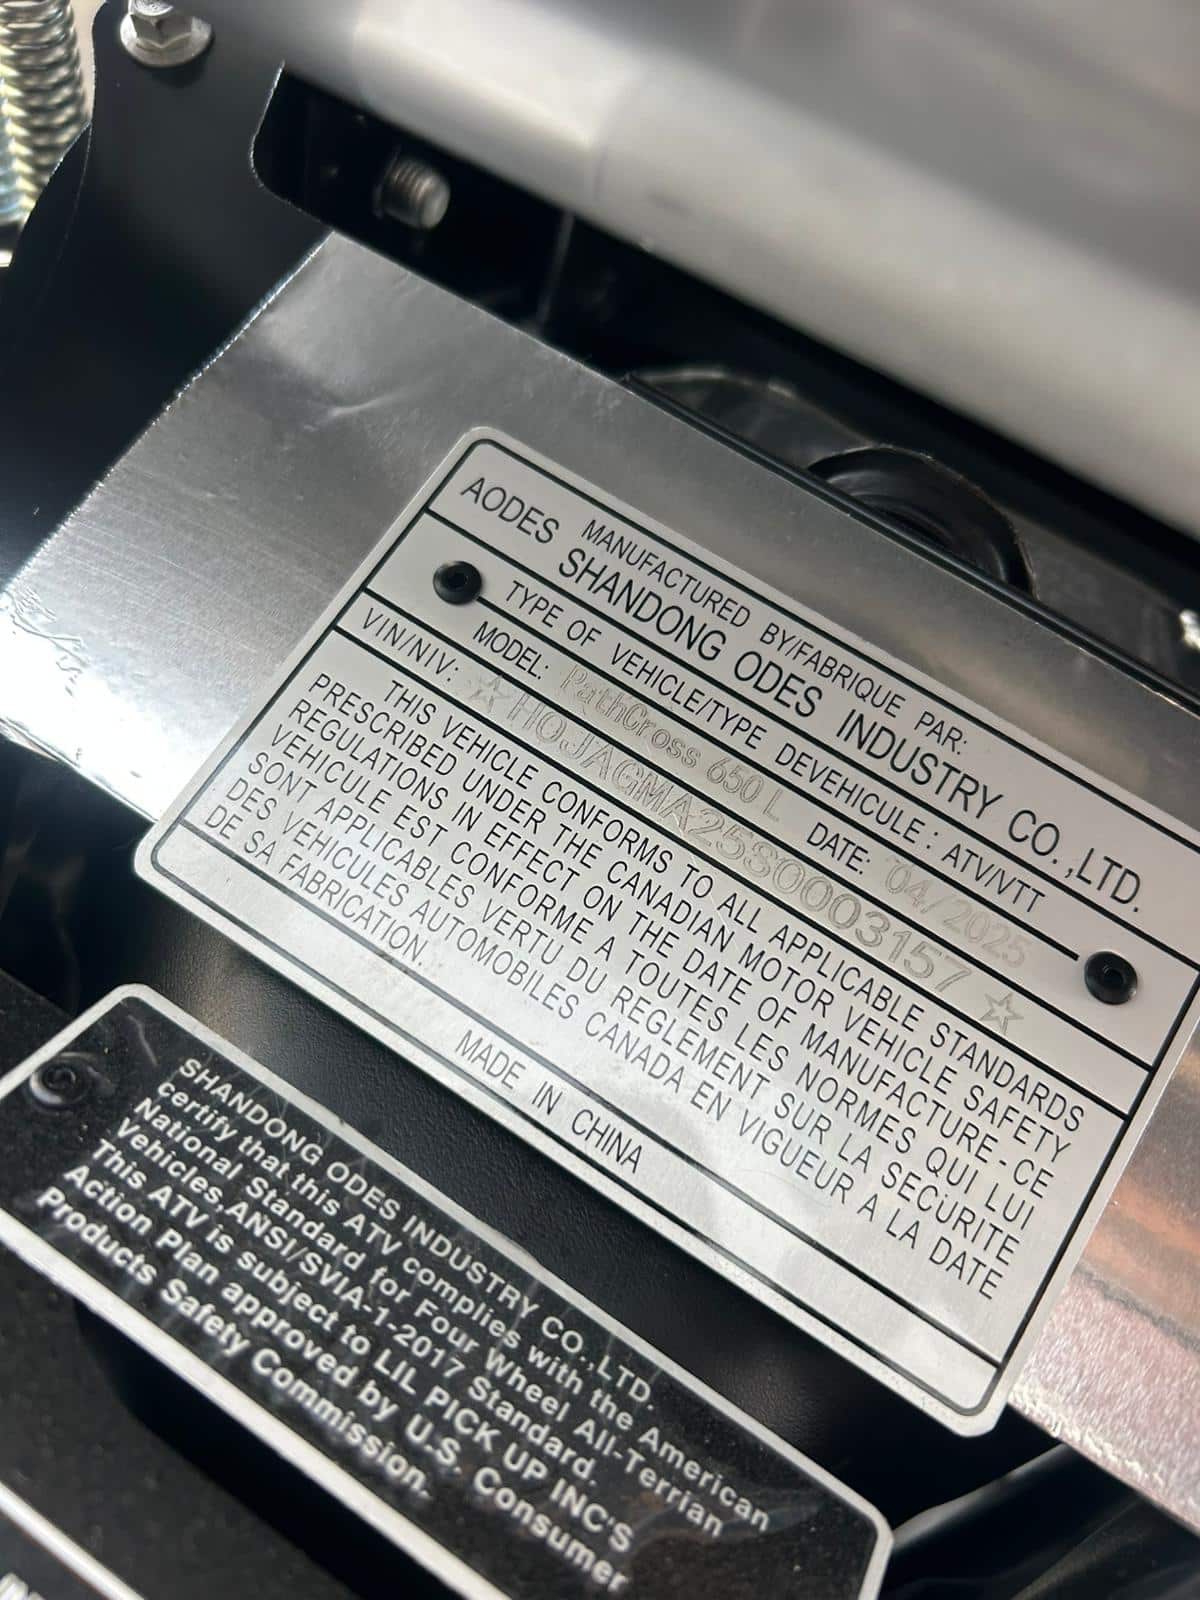 MANUFACTURED BY/FABRIQUE PAR:
AODES SHANDONG ODES INDUSTRY CO.,LTD.
TYPE OF VEHICLE/TYPE DEVEHICULE : ATV/VTT
MODEL: PathCross 650 L DATE: 04/2025
VIN/NIV: ☆H0JAGMA25S0003157☆
THIS VEHICLE CONFORMS TO ALL APPLICABLE STANDARDS
PRESCRIBED UNDER THE CANADIAN MOTOR VEHICLE SAFETY
REGULATIONS IN EFFECT ON THE DATE OF MANUFACTURE-CE
VEHICULE EST CONFORME A TOUTES LES NORMES QUI LUI
SONT APPLICABLES VERTU DU REGLEMENT SUR LA SECURITE
DES VEHICULES AUTOMOBILES CANADA EN VIGUEUR A LA DATE
DE SA FABRICATION.
MADE IN CHINA
SHANDONG ODES INDUSTRY CO.,LTD.
certify that this ATV complies with the American
National Standard for Four Wheel All-Terrian
Vehicles,ANSI/SVIA-1-2017 Standard.
This ATV is subject to LIL PICK UP INC'S
Action Plan approved by U.S. Consumer
Products Safety Commission.